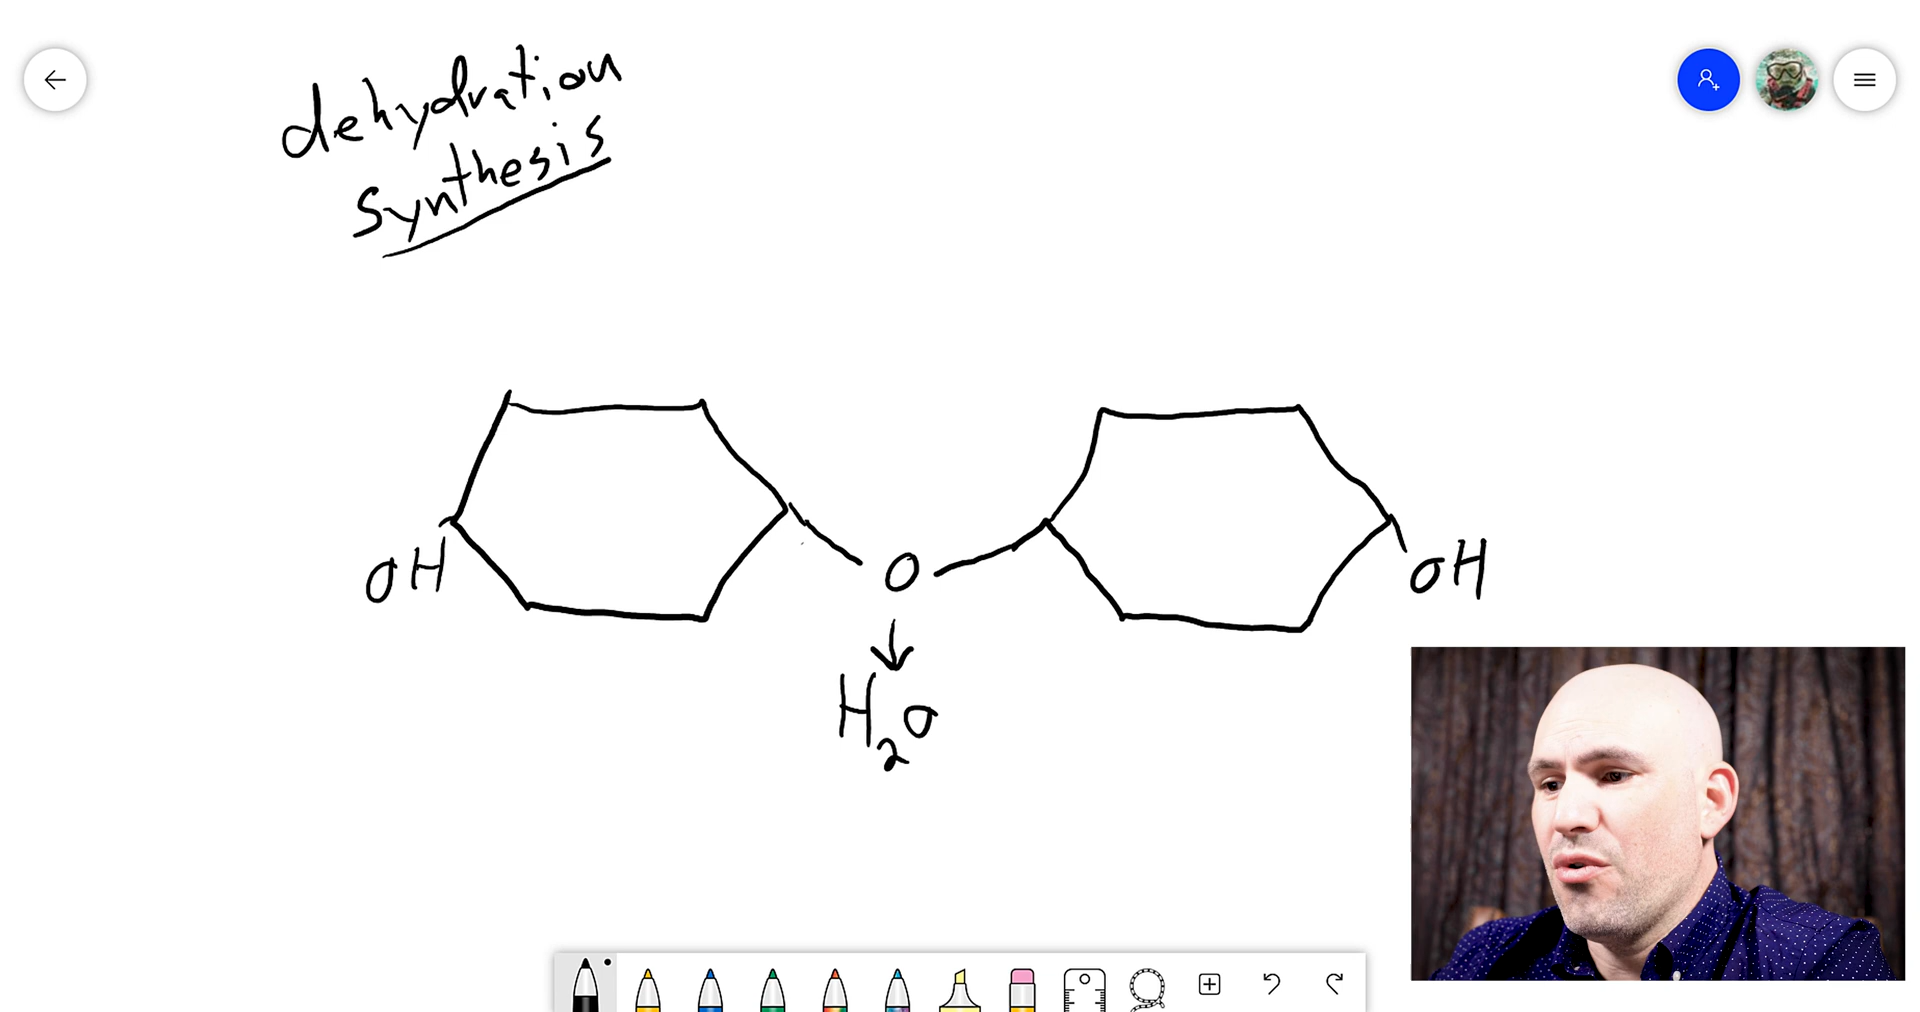 dehydration
synthesis
OH
O
OH
H₂O